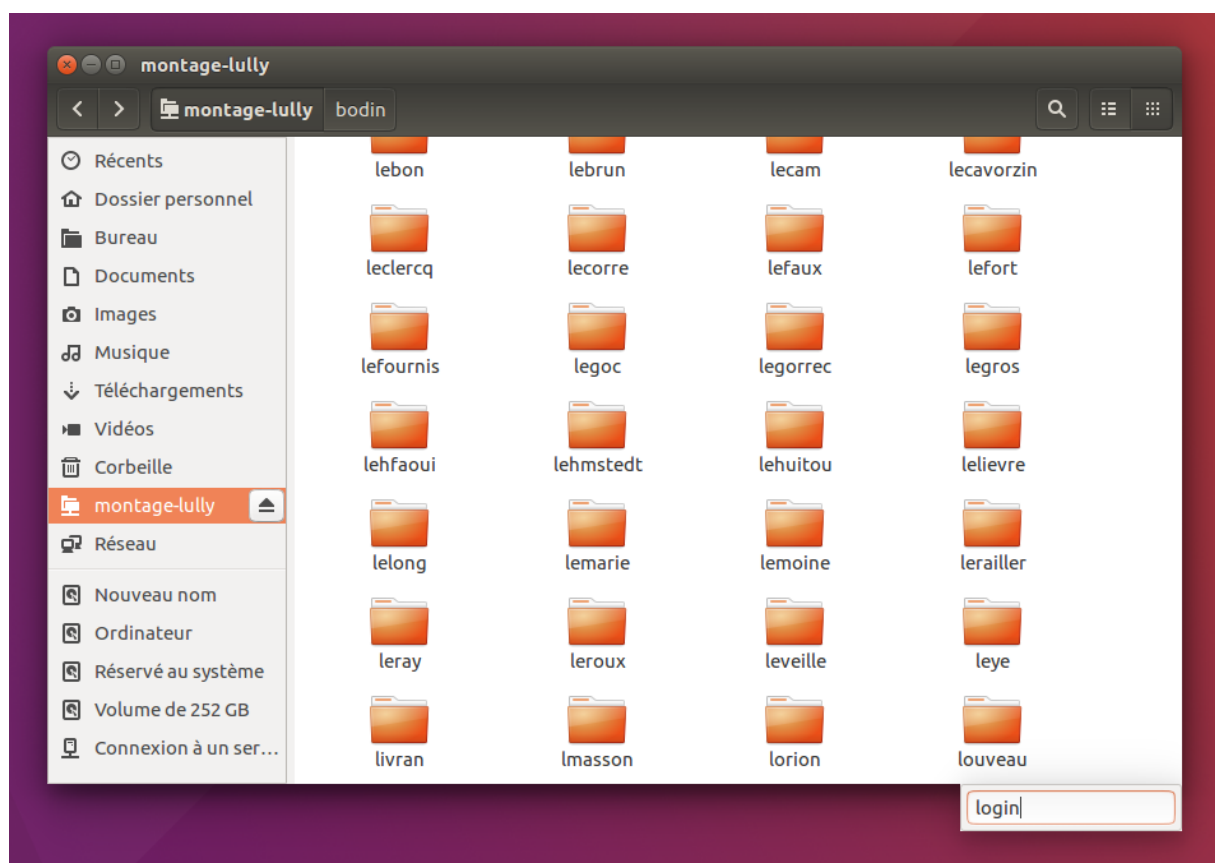 montage-lully
montage-lully bodin
Récents
Dossier personnel
Bureau
Documents
Images
Musique
Téléchargements
Vidéos
Corbeille
montage-lully
Réseau
Nouveau nom
Ordinateur
Réservé au système
Volume de 252 GB
Connexion à un ser...
lebon lebrun lecam lecavorzin
leclercq lecorre lefaux lefort
lefournis legoc legorrec legros
lehfaoui lehmstedt lehuitou lelievre
lelong lemarie lemoine lerailler
leray leroux leveille leye
livran lmasson lorion louveau
login